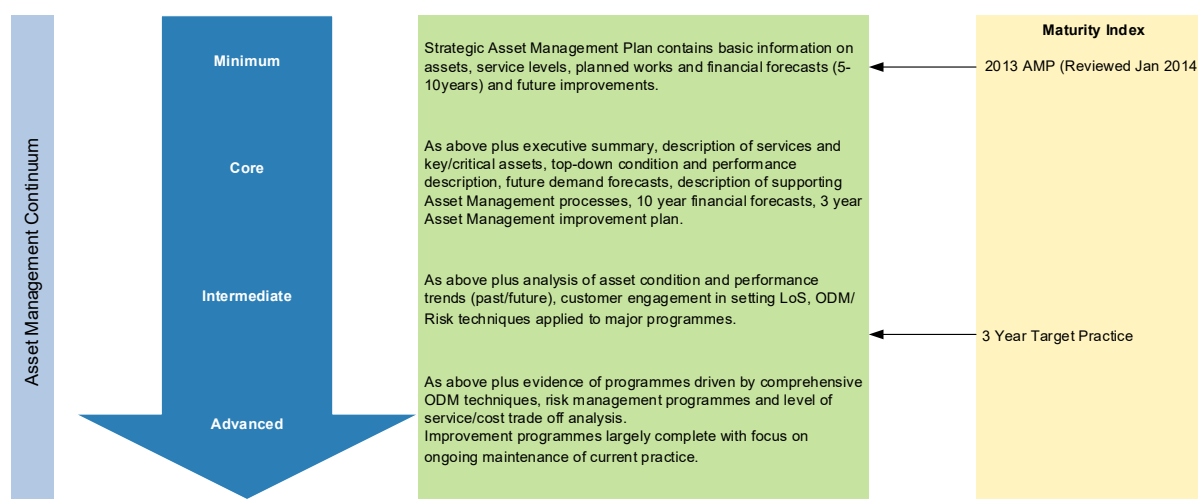 Asset Management Continuum
Minimum
Strategic Asset Management Plan contains basic information on
assets, service levels, planned works and financial forecasts (5-
10years) and future improvements.
Maturity Index
2013 AMP (Reviewed Jan 2014)
Core
As above plus executive summary, description of services and
key/critical assets, top-down condition and performance
description, future demand forecasts, description of supporting
Asset Management processes, 10 year financial forecasts, 3 year
Asset Management improvement plan.
Intermediate
As above plus analysis of asset condition and performance
trends (past/future), customer engagement in setting LoS, ODM/
Risk techniques applied to major programmes.
3 Year Target Practice
Advanced
As above plus evidence of programmes driven by comprehensive
ODM techniques, risk management programmes and level of
service/cost trade off analysis.
Improvement programmes largely complete with focus on
ongoing maintenance of current practice.